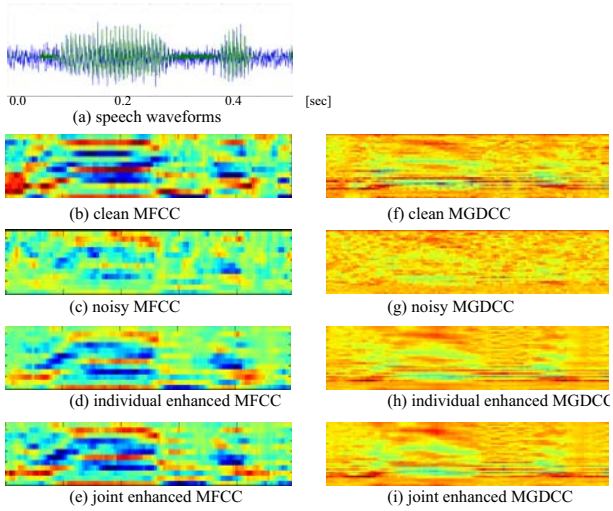 0.0 0.2 0.4 [sec]
(a) speech waveforms
(b) clean MFCC
(f) clean MGDCC
(c) noisy MFCC
(g) noisy MGDCC
(d) individual enhanced MFCC
(h) individual enhanced MGDCC
(e) joint enhanced MFCC
(i) joint enhanced MGDCC